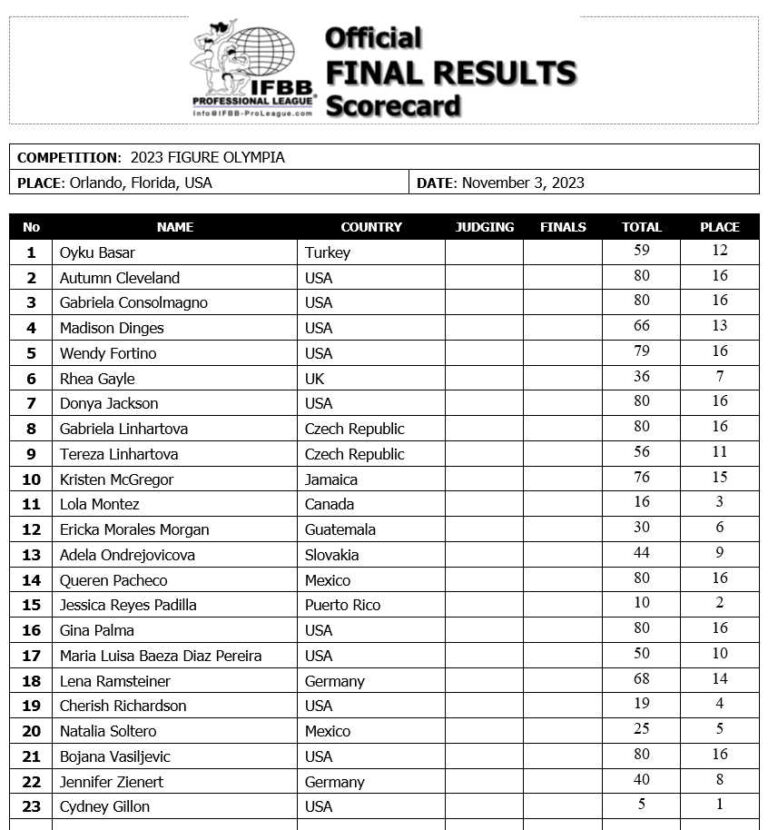 Official
FINAL RESULTS
Scorecard
IFBB
PROFESSIONAL LEAGUE
Info@IFBB-ProLeague.com
COMPETITION: 2023 FIGURE OLYMPIA
PLACE: Orlando, Florida, USA DATE: November 3, 2023
No NAME COUNTRY JUDGING FINALS TOTAL PLACE
1 Oyku Basar Turkey 59 12
2 Autumn Cleveland USA 80 16
3 Gabriela Consolmagno USA 80 16
4 Madison Dinges USA 66 13
5 Wendy Fortino USA 79 16
6 Rhea Gayle UK 36 7
7 Donya Jackson USA 80 16
8 Gabriela Linhartova Czech Republic 80 16
9 Tereza Linhartova Czech Republic 56 11
10 Kristen McGregor Jamaica 76 15
11 Lola Montez Canada 16 3
12 Ericka Morales Morgan Guatemala 30 6
13 Adela Ondrejovicova Slovakia 44 9
14 Queren Pacheco Mexico 80 16
15 Jessica Reyes Padilla Puerto Rico 10 2
16 Gina Palma USA 80 16
17 Maria Luisa Baeza Diaz Pereira USA 50 10
18 Lena Ramsteiner Germany 68 14
19 Cherish Richardson USA 19 4
20 Natalia Soltero Mexico 25 5
21 Bojana Vasiljevic USA 80 16
22 Jennifer Zienert Germany 40 8
23 Cydney Gillon USA 5 1